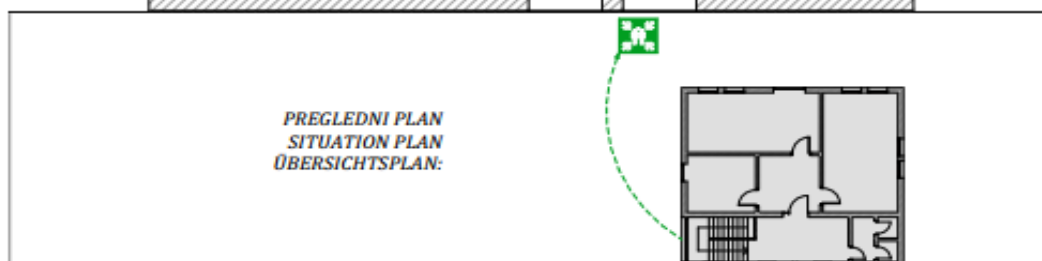 PREGLEDNI PLAN
SITUATION PLAN
ÜBERSICHTSPLAN: